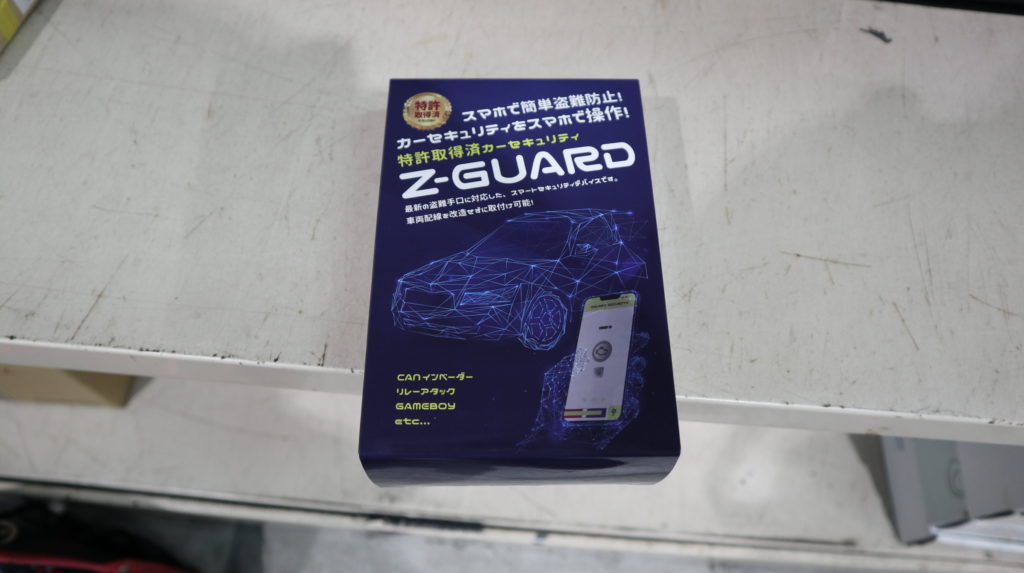 特許
取得済
スマホで簡単盗難防止!
カーセキュリティをスマホで操作!
特許取得済カーセキュリティ
Z-GUARD
最新の盗難手口に対応した、スマートセキュリティデバイスです。
車両配線を改造せずに取付け可能!
CANインベーダー
リレーアタック
GAMEBOY
etc...